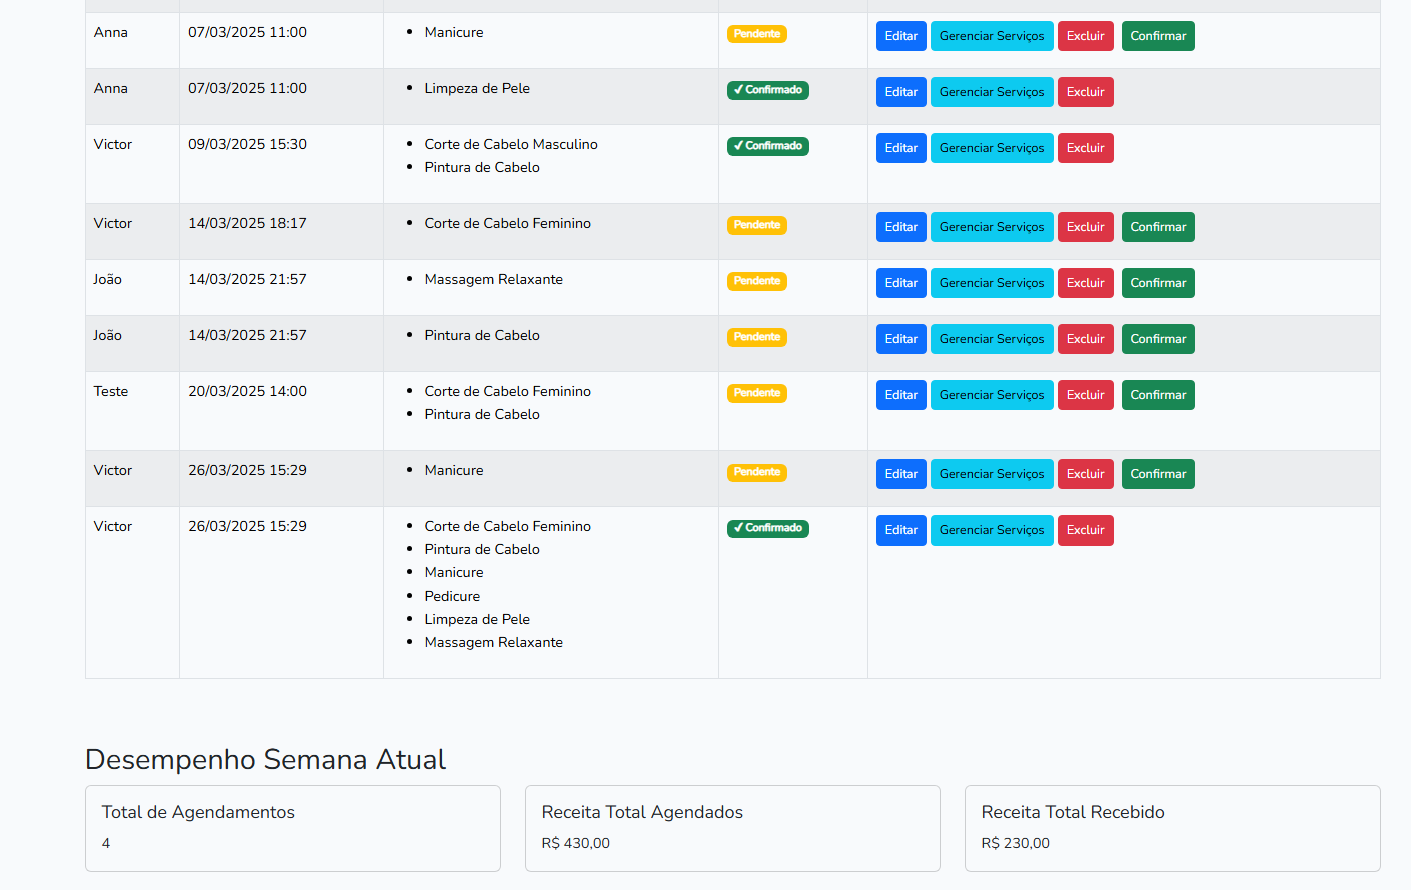 Anna 07/03/2025 11:00 • Manicure Pendente Editar Gerenciar Serviços Excluir Confirmar
Anna 07/03/2025 11:00 • Limpeza de Pele ✓ Confirmado Editar Gerenciar Serviços Excluir
Victor 09/03/2025 15:30 • Corte de Cabelo Masculino ✓ Confirmado Editar Gerenciar Serviços Excluir
• Pintura de Cabelo
Victor 14/03/2025 18:17 • Corte de Cabelo Feminino Pendente Editar Gerenciar Serviços Excluir Confirmar
João 14/03/2025 21:57 • Massagem Relaxante Pendente Editar Gerenciar Serviços Excluir Confirmar
João 14/03/2025 21:57 • Pintura de Cabelo Pendente Editar Gerenciar Serviços Excluir Confirmar
Teste 20/03/2025 14:00 • Corte de Cabelo Feminino Pendente Editar Gerenciar Serviços Excluir Confirmar
• Pintura de Cabelo
Victor 26/03/2025 15:29 • Manicure Pendente Editar Gerenciar Serviços Excluir Confirmar
Victor 26/03/2025 15:29 • Corte de Cabelo Feminino ✓ Confirmado Editar Gerenciar Serviços Excluir
• Pintura de Cabelo
• Manicure
• Pedicure
• Limpeza de Pele
• Massagem Relaxante
Desempenho Semana Atual
Total de Agendamentos
4
Receita Total Agendados
R$ 430,00
Receita Total Recebido
R$ 230,00